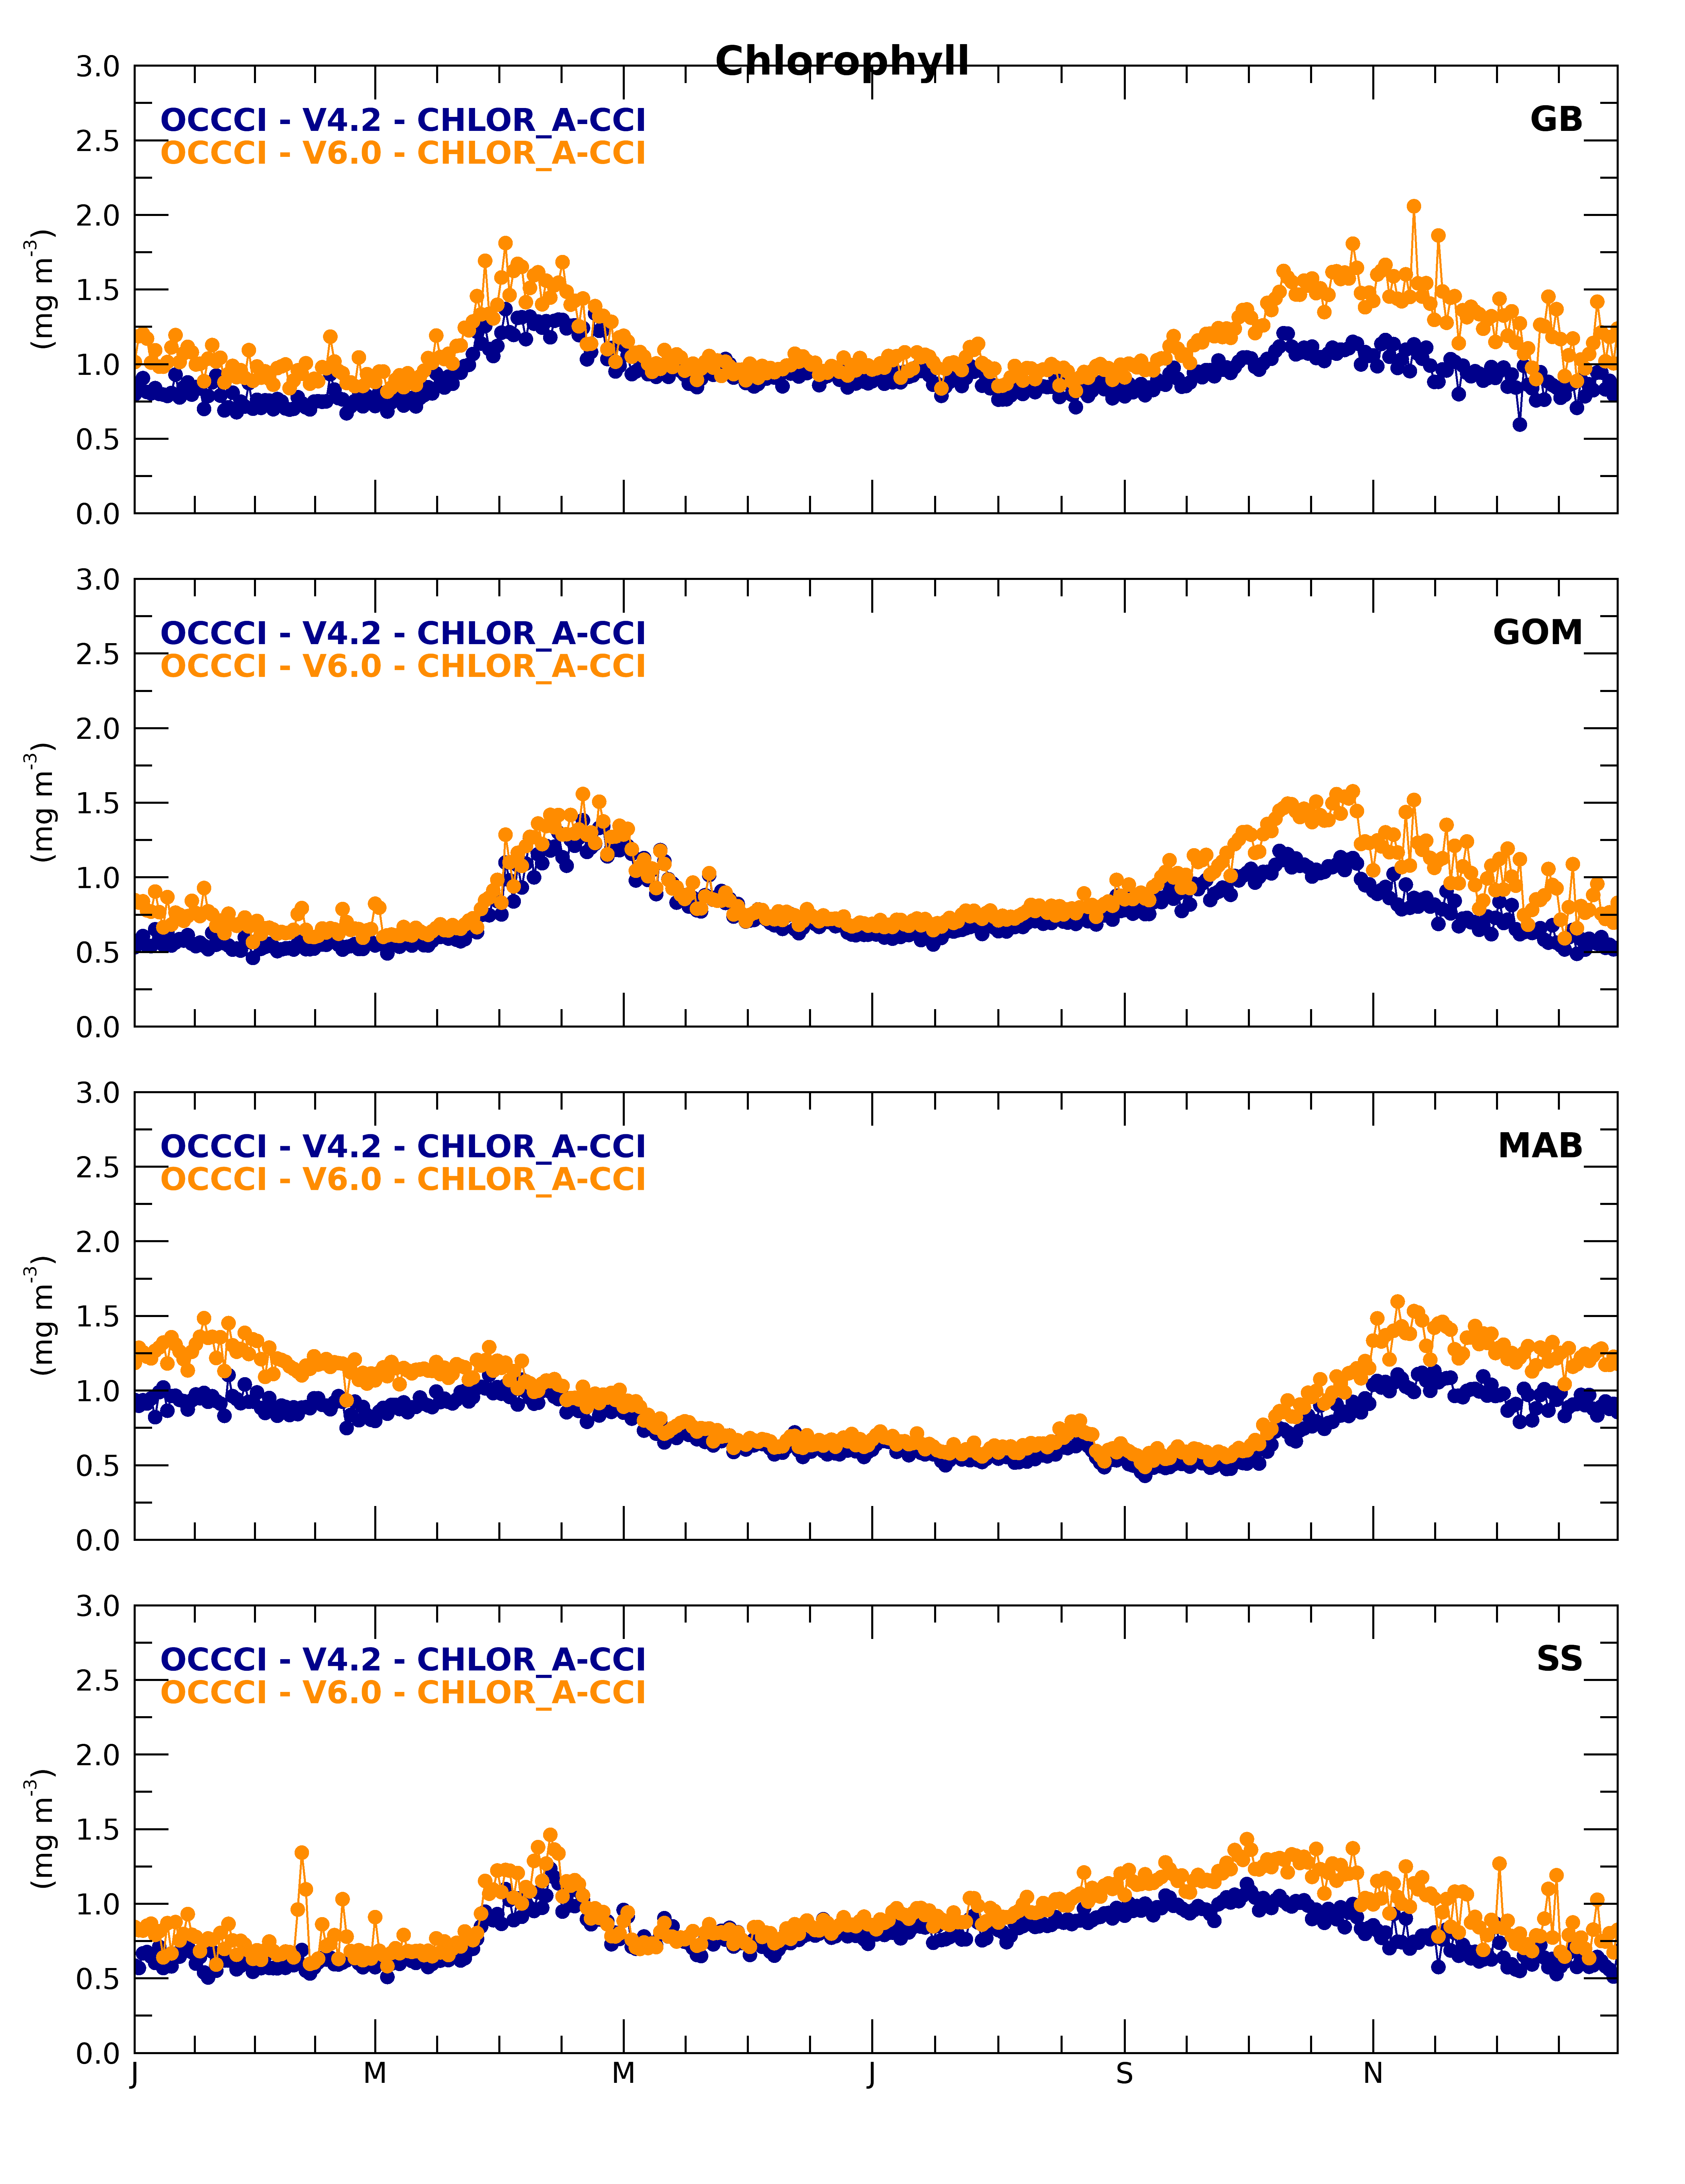 Chlorophyll
3.0
OCCCI - V4.2 - CHLOR_A-CCI
GB
OCCCI - V6.0 - CHLOR_A-CCI
2.5
2.0
1.5
1.0
0.5
0.0
(mg m-3)
3.0
OCCCI - V4.2 - CHLOR_A-CCI
GOM
OCCCI - V6.0 - CHLOR_A-CCI
2.5
2.0
1.5
1.0
0.5
0.0
(mg m-3)
3.0
OCCCI - V4.2 - CHLOR_A-CCI
MAB
OCCCI - V6.0 - CHLOR_A-CCI
2.5
2.0
1.5
1.0
0.5
0.0
(mg m-3)
3.0
OCCCI - V4.2 - CHLOR_A-CCI
SS
OCCCI - V6.0 - CHLOR_A-CCI
2.5
2.0
1.5
1.0
0.5
0.0
(mg m-3)
J M M J S N